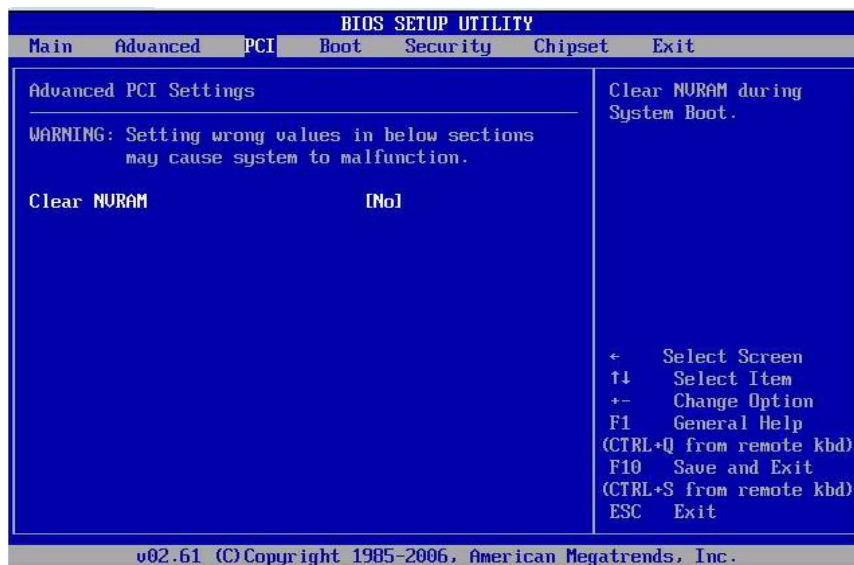 BIOS SETUP UTILITY
Main Advanced PCI Boot Security Chipset Exit
Advanced PCI Settings
WARNING: Setting wrong values in below sections
may cause system to malfunction.
Clear NVRAM [No]
Clear NVRAM during
System Boot.
← Select Screen
↑↓ Select Item
+- Change Option
F1 General Help
(CTRL+Q from remote kbd)
F10 Save and Exit
(CTRL+S from remote kbd)
ESC Exit
v02.61 (C)Copyright 1985-2006, American Megatrends, Inc.